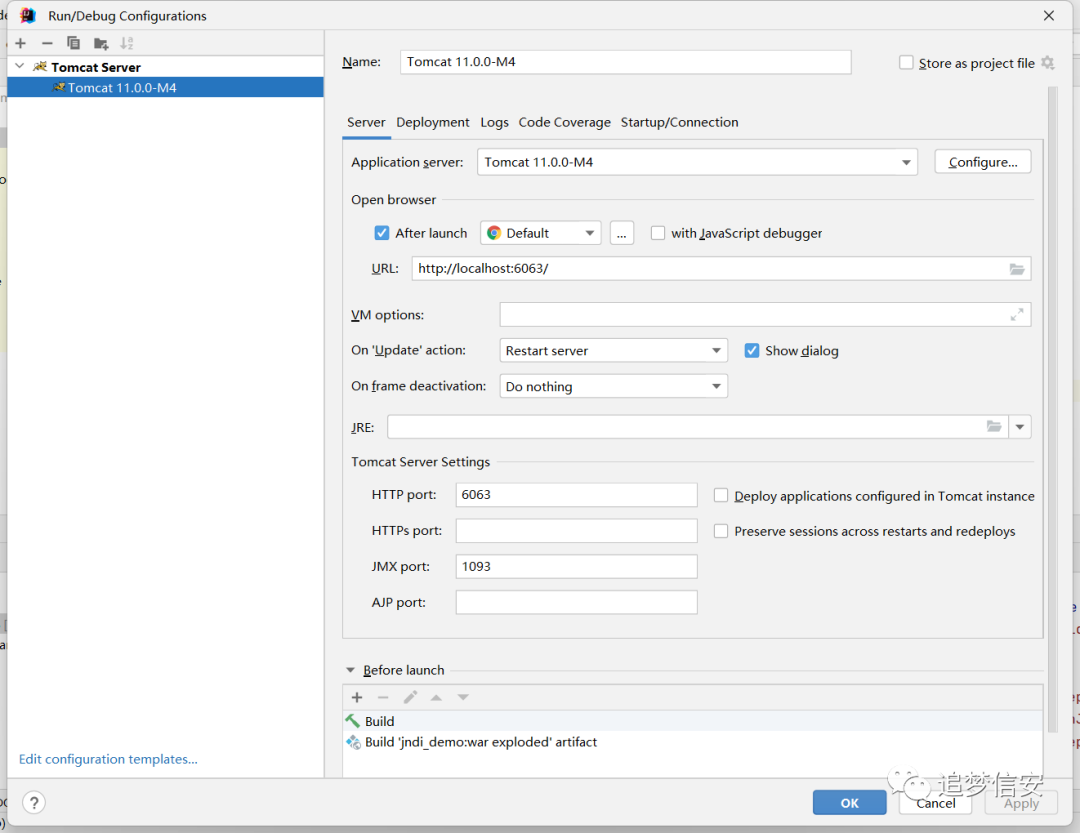 Run/Debug Configurations
Tomcat Server
Tomcat 11.0.0-M4
Edit configuration templates...
Name: Tomcat 11.0.0-M4 Store as project file
Server Deployment Logs Code Coverage Startup/Connection
Application server: Tomcat 11.0.0-M4 Configure...
Open browser
After launch Default ... with JavaScript debugger
URL: http://localhost:6063/
VM options:
On 'Update' action: Restart server Show dialog
On frame deactivation: Do nothing
JRE:
Tomcat Server Settings
HTTP port: 6063 Deploy applications configured in Tomcat instance
HTTPs port: Preserve sessions across restarts and redeploys
JMX port: 1093
AJP port:
Before launch
Build
Build 'jndi_demo:war exploded' artifact
? OK Cancel Apply
追梦信安